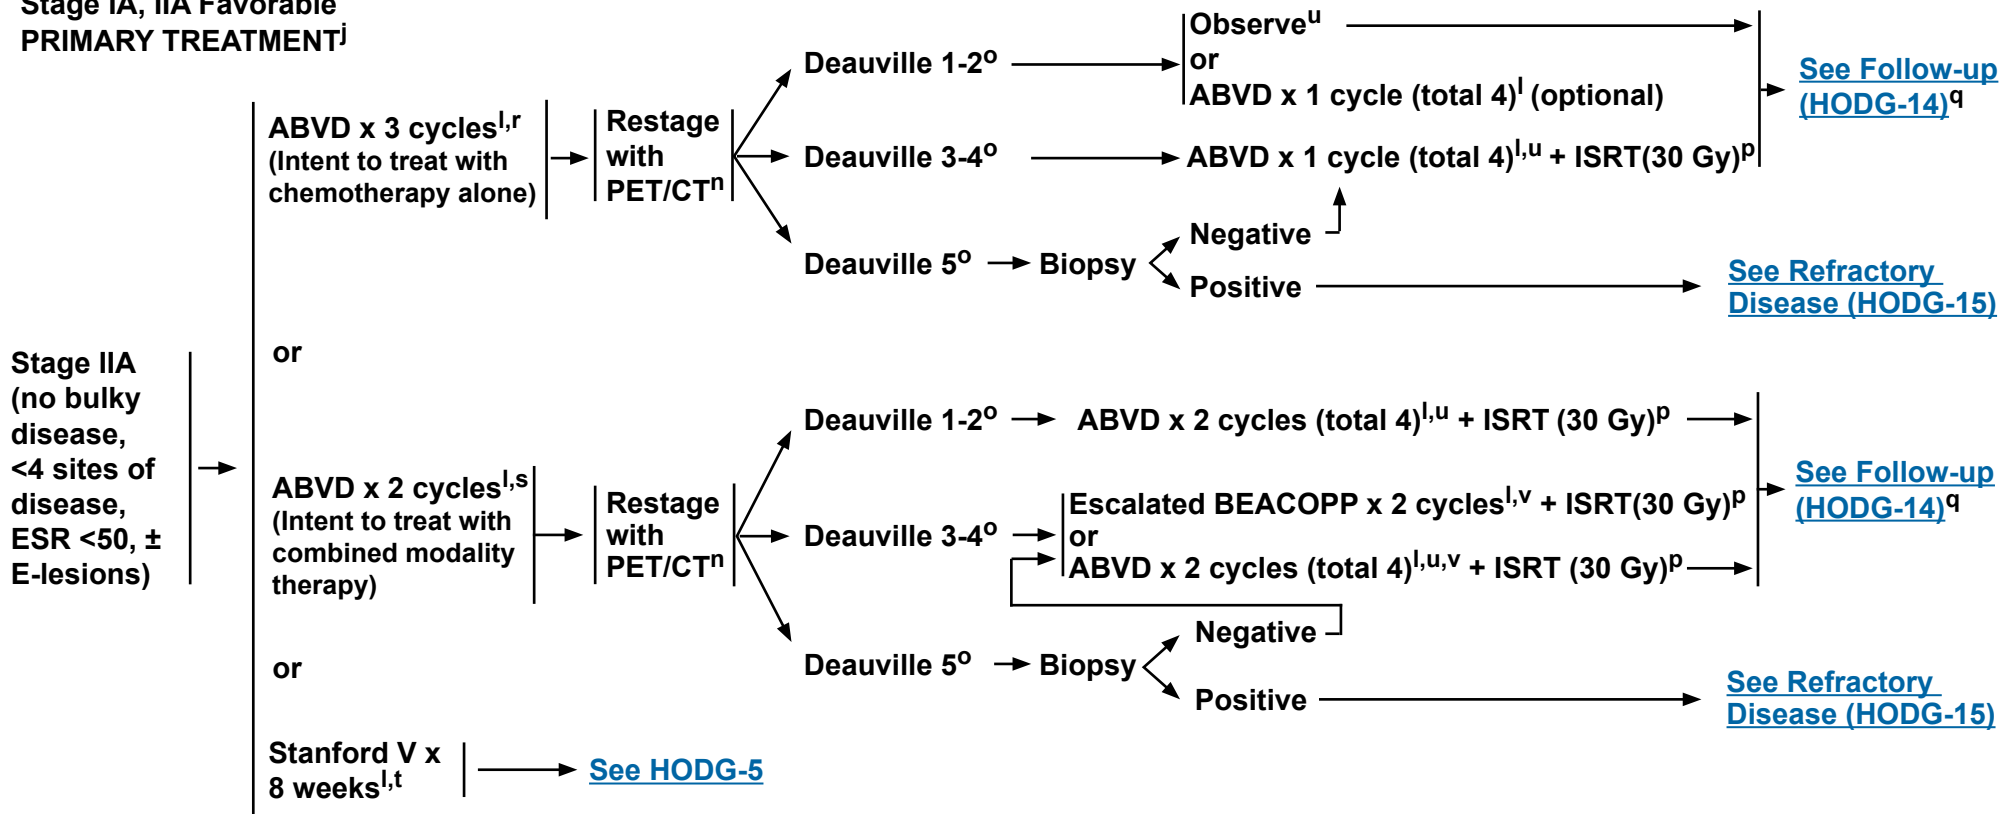 Stage IA, IIA Favorable
PRIMARY TREATMENTj
Stage IIA
(no bulky
disease,
<4 sites of
disease,
ESR <50, ±
E-lesions)
ABVD x 3 cyclesl,r
(Intent to treat with
chemotherapy alone)
Restage
with
PET/CTn
Deauville 1-2o
Observeu
or
ABVD x 1 cycle (total 4)l (optional)
Deauville 3-4o
ABVD x 1 cycle (total 4)l,u + ISRT(30 Gy)p
See Follow-up
(HODG-14)q
Deauville 5o
Biopsy
Negative
Positive
See Refractory
Disease (HODG-15)
or
ABVD x 2 cyclesl,s
(Intent to treat with
combined modality
therapy)
Restage
with
PET/CTn
Deauville 1-2o
ABVD x 2 cycles (total 4)l,u + ISRT (30 Gy)p
Deauville 3-4o
Escalated BEACOPP x 2 cyclesl,v + ISRT(30 Gy)p
or
ABVD x 2 cycles (total 4)l,u,v + ISRT (30 Gy)p
See Follow-up
(HODG-14)q
Deauville 5o
Biopsy
Negative
Positive
See Refractory
Disease (HODG-15)
or
Stanford V x
8 weeksl,t
See HODG-5